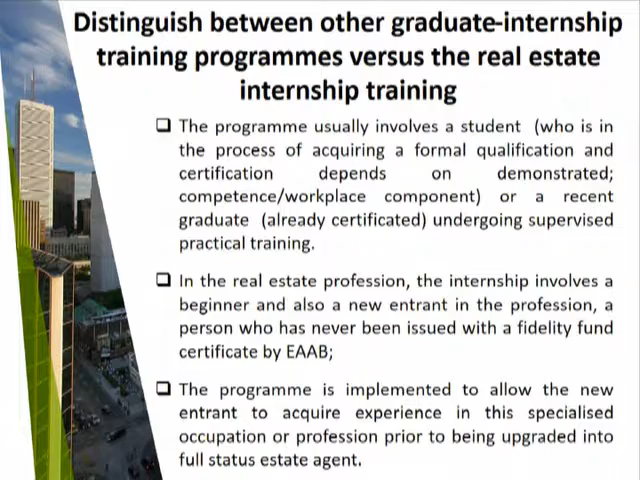 Distinguish between other graduate-internship
training programmes versus the real estate
internship training
❑ The programme usually involves a student (who is in
the process of acquiring a formal qualification and
certification depends on demonstrated;
competence/workplace component) or a recent
graduate (already certificated) undergoing supervised
practical training.
❑ In the real estate profession, the internship involves a
beginner and also a new entrant in the profession, a
person who has never been issued with a fidelity fund
certificate by EAAB;
❑ The programme is implemented to allow the new
entrant to acquire experience in this specialised
occupation or profession prior to being upgraded into
full status estate agent.